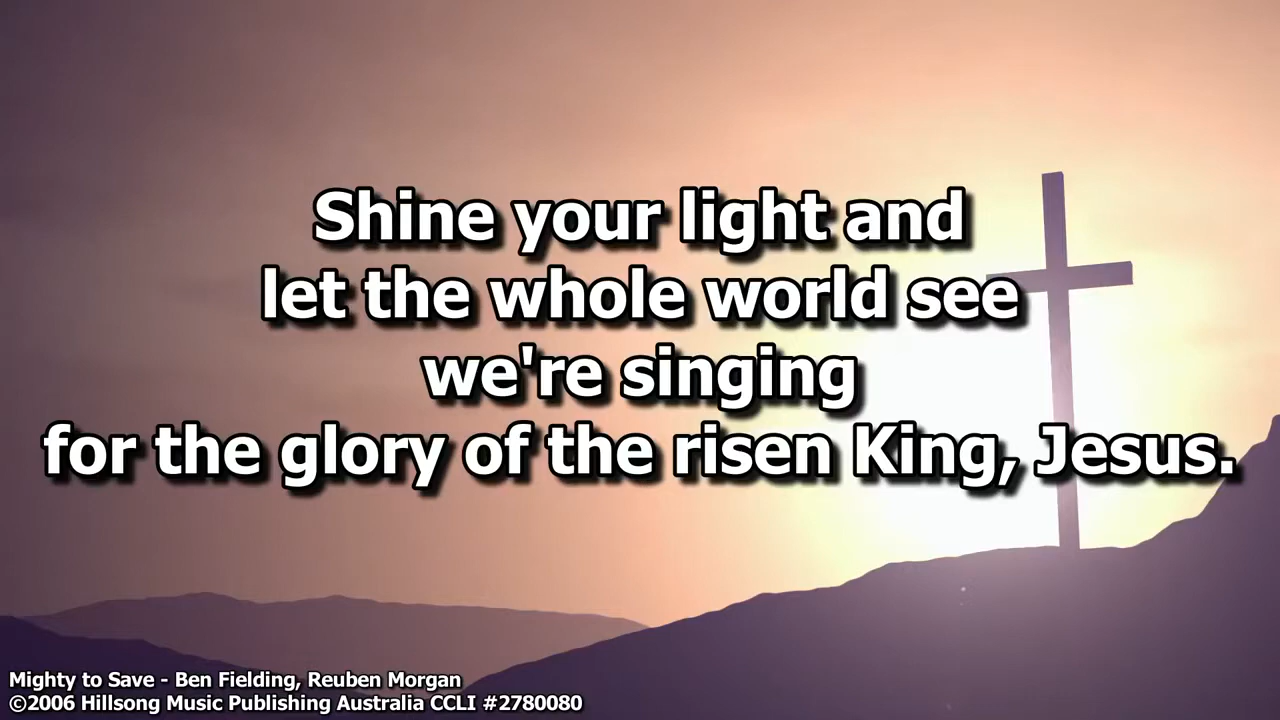 Shine your light and
let the whole world see
we're singing
for the glory of the risen King, Jesus.
Mighty to Save - Ben Fielding, Reuben Morgan
©2006 Hillsong Music Publishing Australia CCLI #2780080